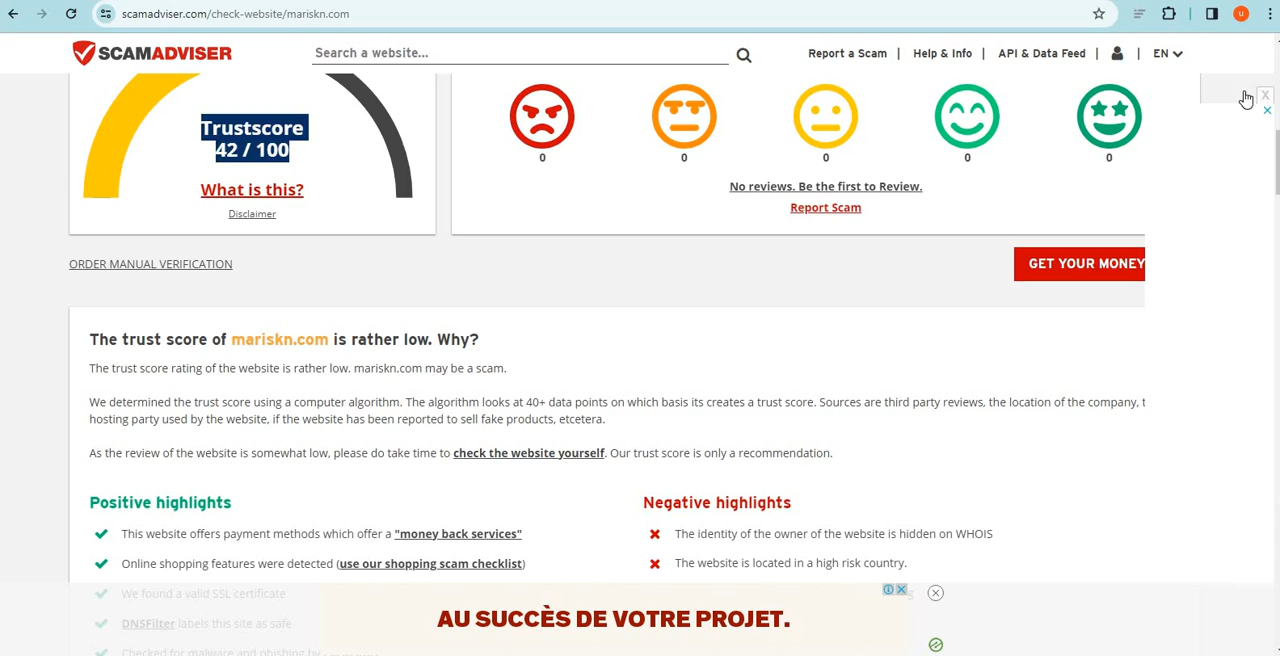 scamadviser.com/check-website/mariskn.com
u
SCAMADVISER
Search a website...
Report a Scam | Help & Info | API & Data Feed | | EN
Trustscore
42 / 100
What is this?
Disclaimer
0 0 0 0 0
No reviews. Be the first to Review.
Report Scam
X
ORDER MANUAL VERIFICATION
GET YOUR MONEY
The trust score of mariskn.com is rather low. Why?
The trust score rating of the website is rather low. mariskn.com may be a scam.
We determined the trust score using a computer algorithm. The algorithm looks at 40+ data points on which basis its creates a trust score. Sources are third party reviews, the location of the company, t
hosting party used by the website, if the website has been reported to sell fake products, etcetera.
As the review of the website is somewhat low, please do take time to check the website yourself. Our trust score is only a recommendation.
Positive highlights
This website offers payment methods which offer a "money back services"
Online shopping features were detected (use our shopping scam checklist)
We found a valid SSL certificate
DNSFilter labels this site as safe
Checked for malware and phishing by
Negative highlights
The identity of the owner of the website is hidden on WHOIS
The website is located in a high risk country.
AU SUCCÈS DE VOTRE PROJET.